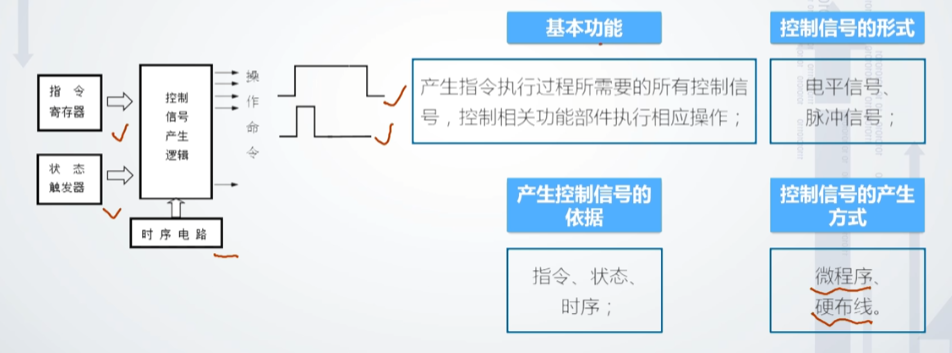 基本功能
控制信号的形式
产生指令执行过程所需要的所有控制信
号，控制相关功能部件执行相应操作；
电平信号、
脉冲信号；
指 令
寄存器
控制
信号
产生
逻辑
操
作
命
令
状 态
触发器
时 序 电 路
产生控制信号的
依据
控制信号的产生
方式
指令、状态、
时序；
微程序、
硬布线。